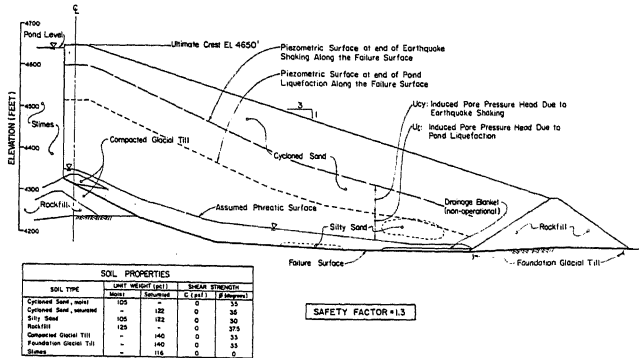 ℄
4700
Pond Level
Ultimate Crest EL 4650'
4600
Piezometric Surface at end of Earthquake
Shaking Along the Failure Surface
Piezometric Surface at end of Pond
Liquefaction Along the Failure Surface
3
1
Ucy: Induced Pore Pressure Head Due to
Earthquake Shaking
Induced Pore Pressure Head Due to
Pond Liquefaction
ELEVATION (FEET)
4500
Slimes
Compacted Glacial Till
Cycloned Sand
4400
4300
Drainage Blanket
(non-operational)
Rockfill
Assumed Phreatic Surface
Silty Sand
Rockfill
4200
Failure Surface
Foundation Glacial Till
SOIL PROPERTIES
SOIL TYPE
UNIT WEIGHT (pcf)
SHEAR STRENGTH
Moist
Saturated
C (psf)
Ø (degrees)
Cycloned Sand, moist 105 - 0 35
Cycloned Sand, saturated - 122 0 35
Silty Sand 105 122 0 30
Rockfill 125 - 0 37.5
Compacted Glacial Till - 140 0 33
Foundation Glacial Till - 140 0 33
Slimes - 116 0 0
SAFETY FACTOR = 1.3